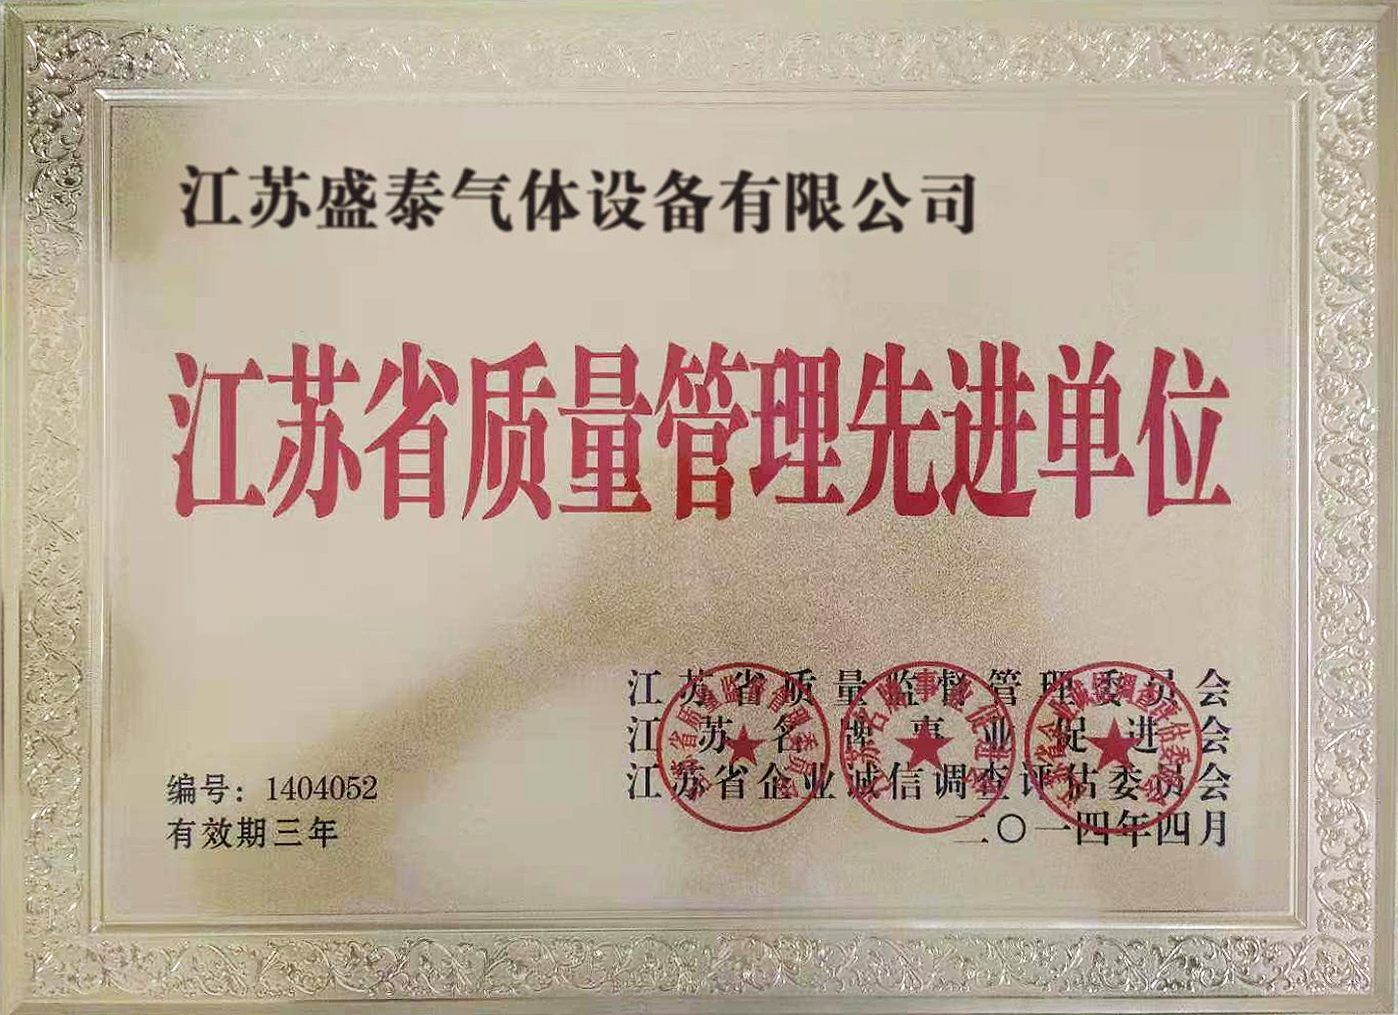 江苏盛泰气体设备有限公司
江苏省质量管理先进单位
江苏省质量监督管理委员会
江苏名牌事业促进会
江苏省企业诚信调查评估委员会
二〇一四年四月
编号：1404052
有效期三年